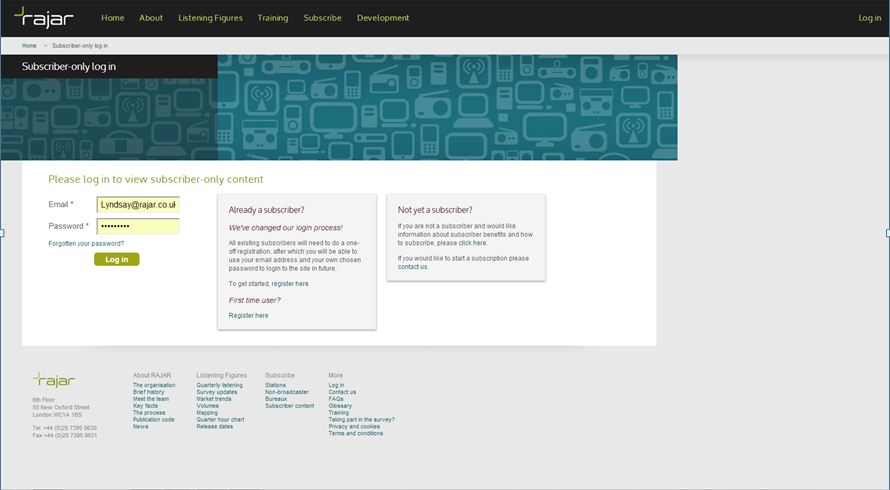 rajar
Home About Listening Figures Training Subscribe Development
Log in
Home > Subscriber-only log in
Subscriber-only log in
Please log in to view subscriber-only content
Email * Lyndsay@rajar.co.uk
Password * •••••••••
Forgotten your password?
Log in
Already a subscriber?
We've changed our login process!
All existing subscribers will need to do a one-
off registration, after which you will be able to
use your email address and your own chosen
password to login to the site in future.
To get started, register here
First time user?
Register here
Not yet a subscriber?
If you are not a subscriber and would like
information about subscriber benefits and how
to subscribe, please click here.
If you would like to start a subscription please
contact us.
rajar
6th Floor
55 New Oxford Street
London WC1A 1BS
Tel +44 (0)20 7395 0630
Fax +44 (0)20 7395 0631
About RAJAR
The organisation
Brief history
Meet the team
Key facts
The process
Publication code
News
Listening Figures
Quarterly listening
Survey updates
Market trends
Volumes
Mapping
Quarter hour chart
Release dates
Subscribe
Stations
Non-broadcaster
Bureaux
Subscriber content
More
Log in
Contact us
FAQs
Glossary
Training
Taking part in the survey?
Privacy and cookies
Terms and conditions